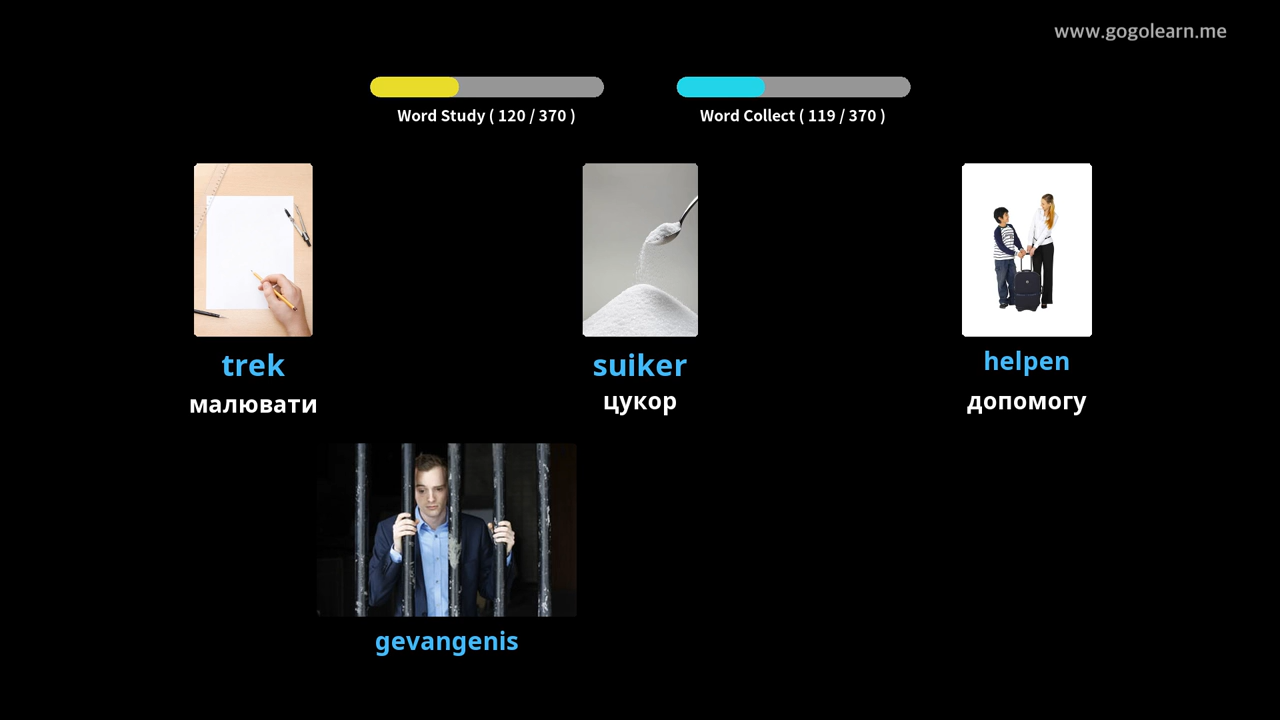 www.gogolearn.me
Word Study ( 120 / 370 )
Word Collect ( 119 / 370 )
trek
малювати
suiker
цукор
helpen
допомогу
gevangenis